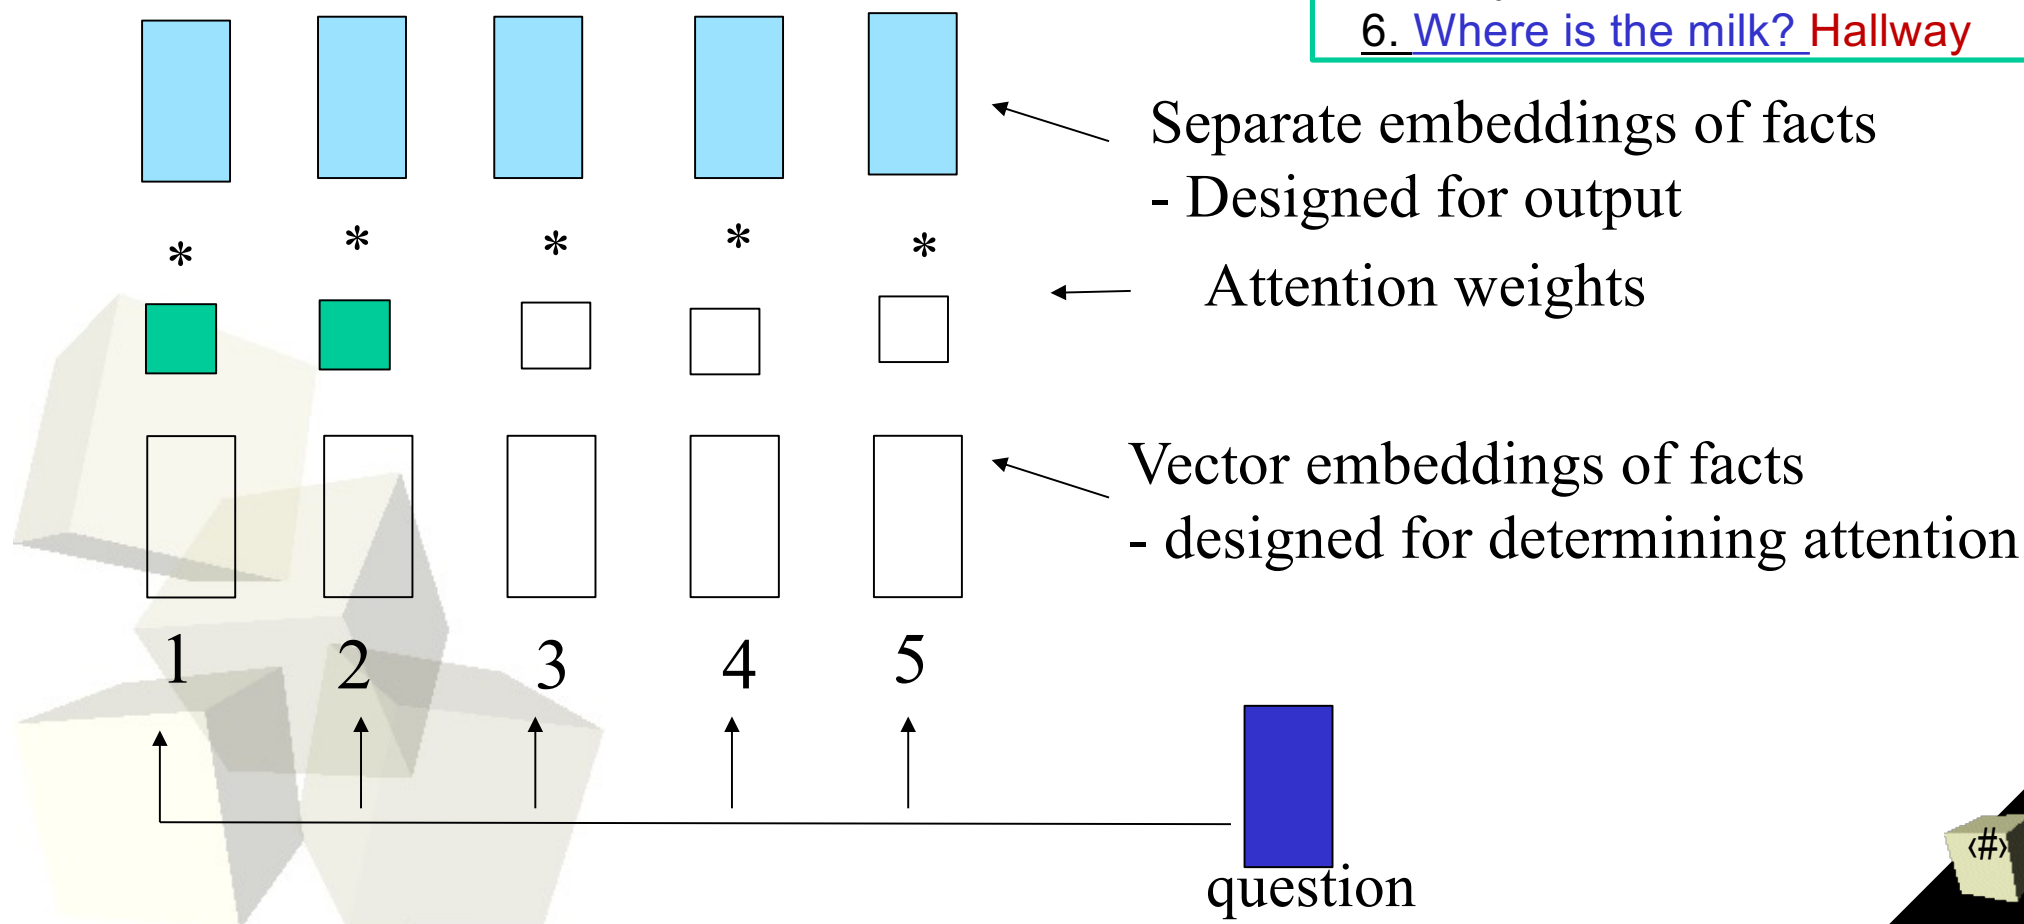 6. Where is the milk? Hallway
Separate embeddings of facts
- Designed for output
* * * * *
Attention weights
Vector embeddings of facts
- designed for determining attention
1 2 3 4 5
question
‹#›